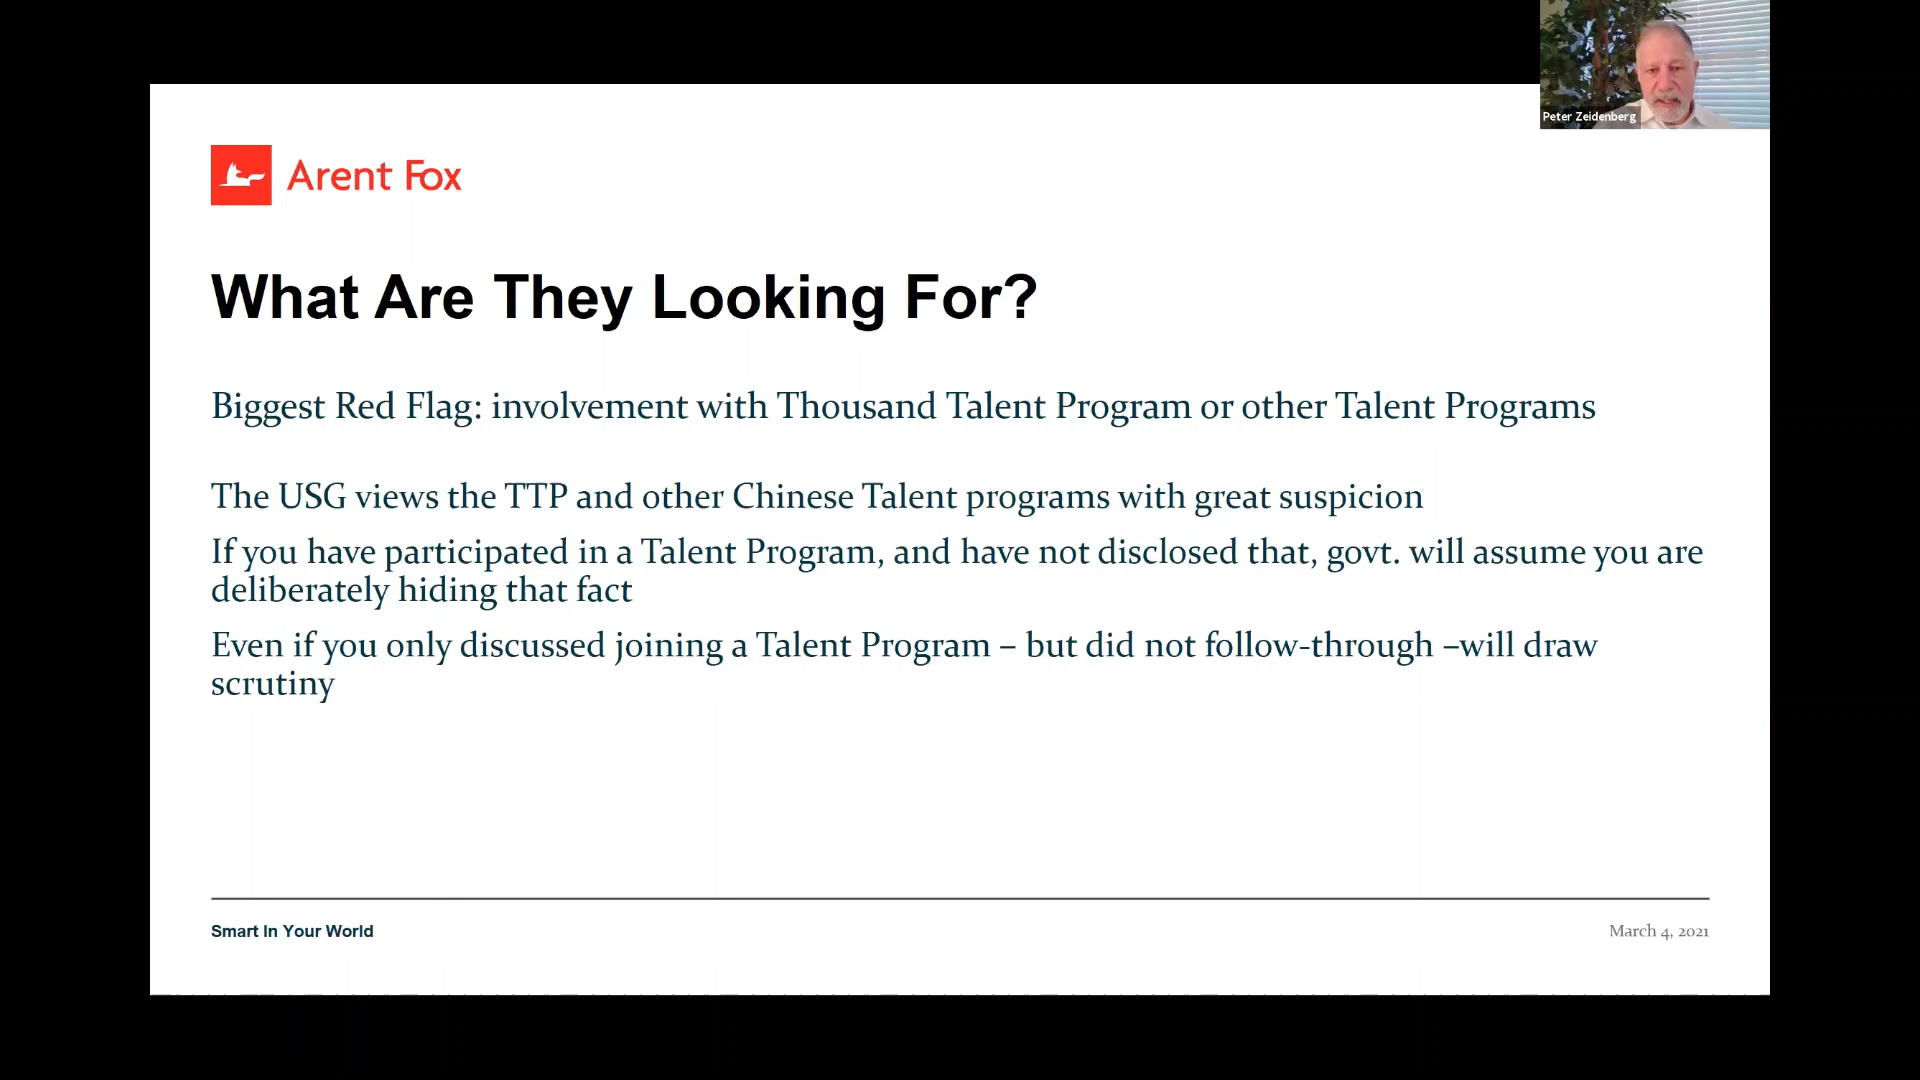 Peter Zeidenberg
Arent Fox
What Are They Looking For?
Biggest Red Flag: involvement with Thousand Talent Program or other Talent Programs
The USG views the TTP and other Chinese Talent programs with great suspicion
If you have participated in a Talent Program, and have not disclosed that, govt. will assume you are
deliberately hiding that fact
Even if you only discussed joining a Talent Program – but did not follow-through –will draw
scrutiny
Smart In Your World
March 4, 2021